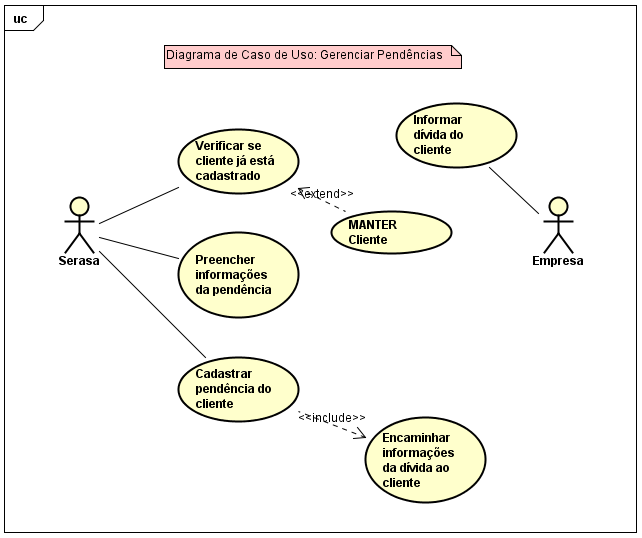 uc
Diagrama de Caso de Uso: Gerenciar Pendências
Informar
dívida do
cliente
Verificar se
cliente já está
cadastrado
<<extend>>
MANTER
Cliente
Serasa
Empresa
Preencher
informações
da pendência
Cadastrar
pendência do
cliente
<<include>>
Encaminhar
informações
da dívida ao
cliente